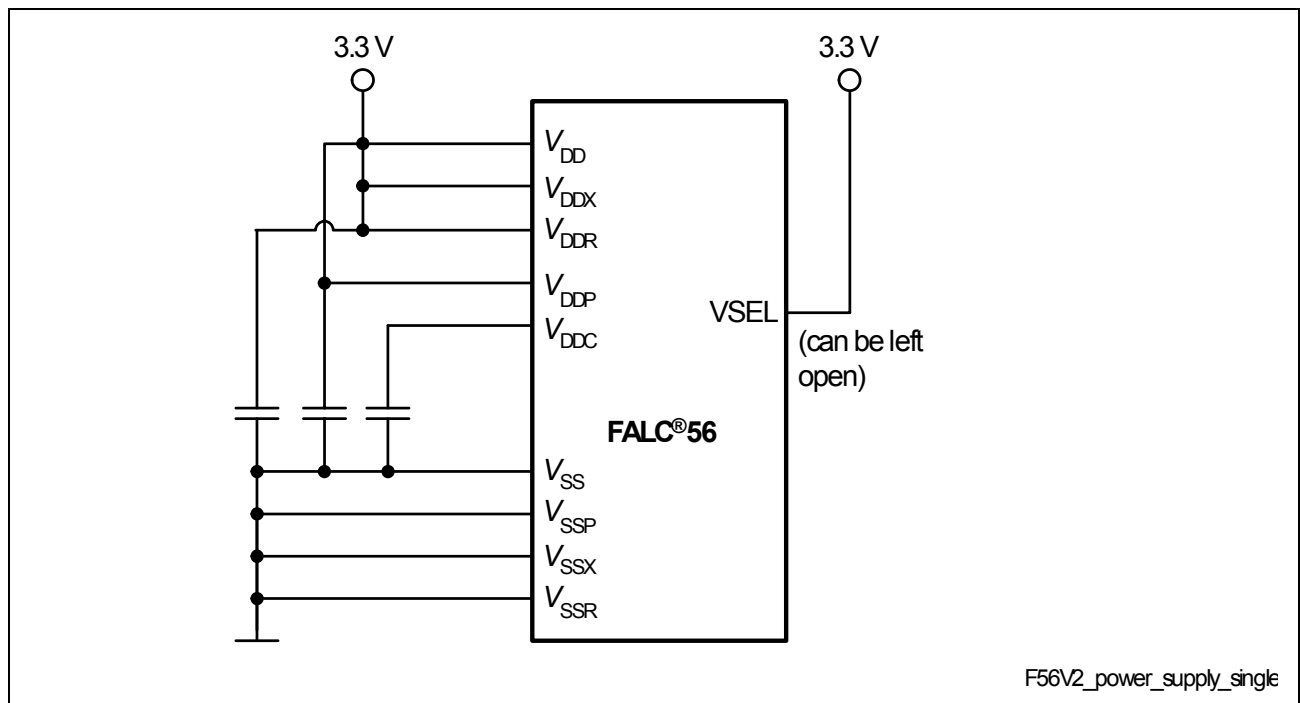 3.3 V
3.3 V
VDD
VDDX
VDDR
VDDP
VDDC
VSEL
(can be left
open)
FALC®56
VSS
VSSP
VSSX
VSSR
F56V2_power_supply_single